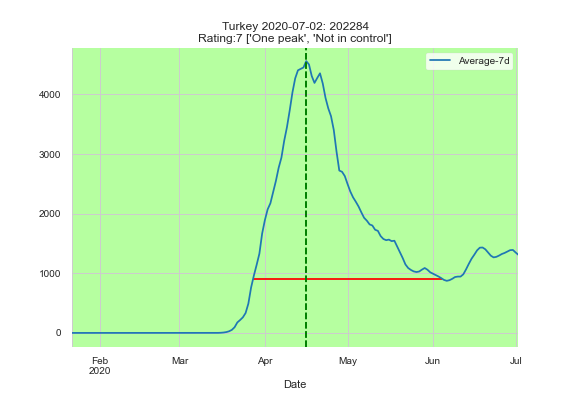 Turkey 2020-07-02: 202284
Rating:7 ['One peak', 'Not in control']
Average-7d
4000
3000
2000
1000
0
Feb
2020
Mar
Apr
May
Jun
Jul
Date